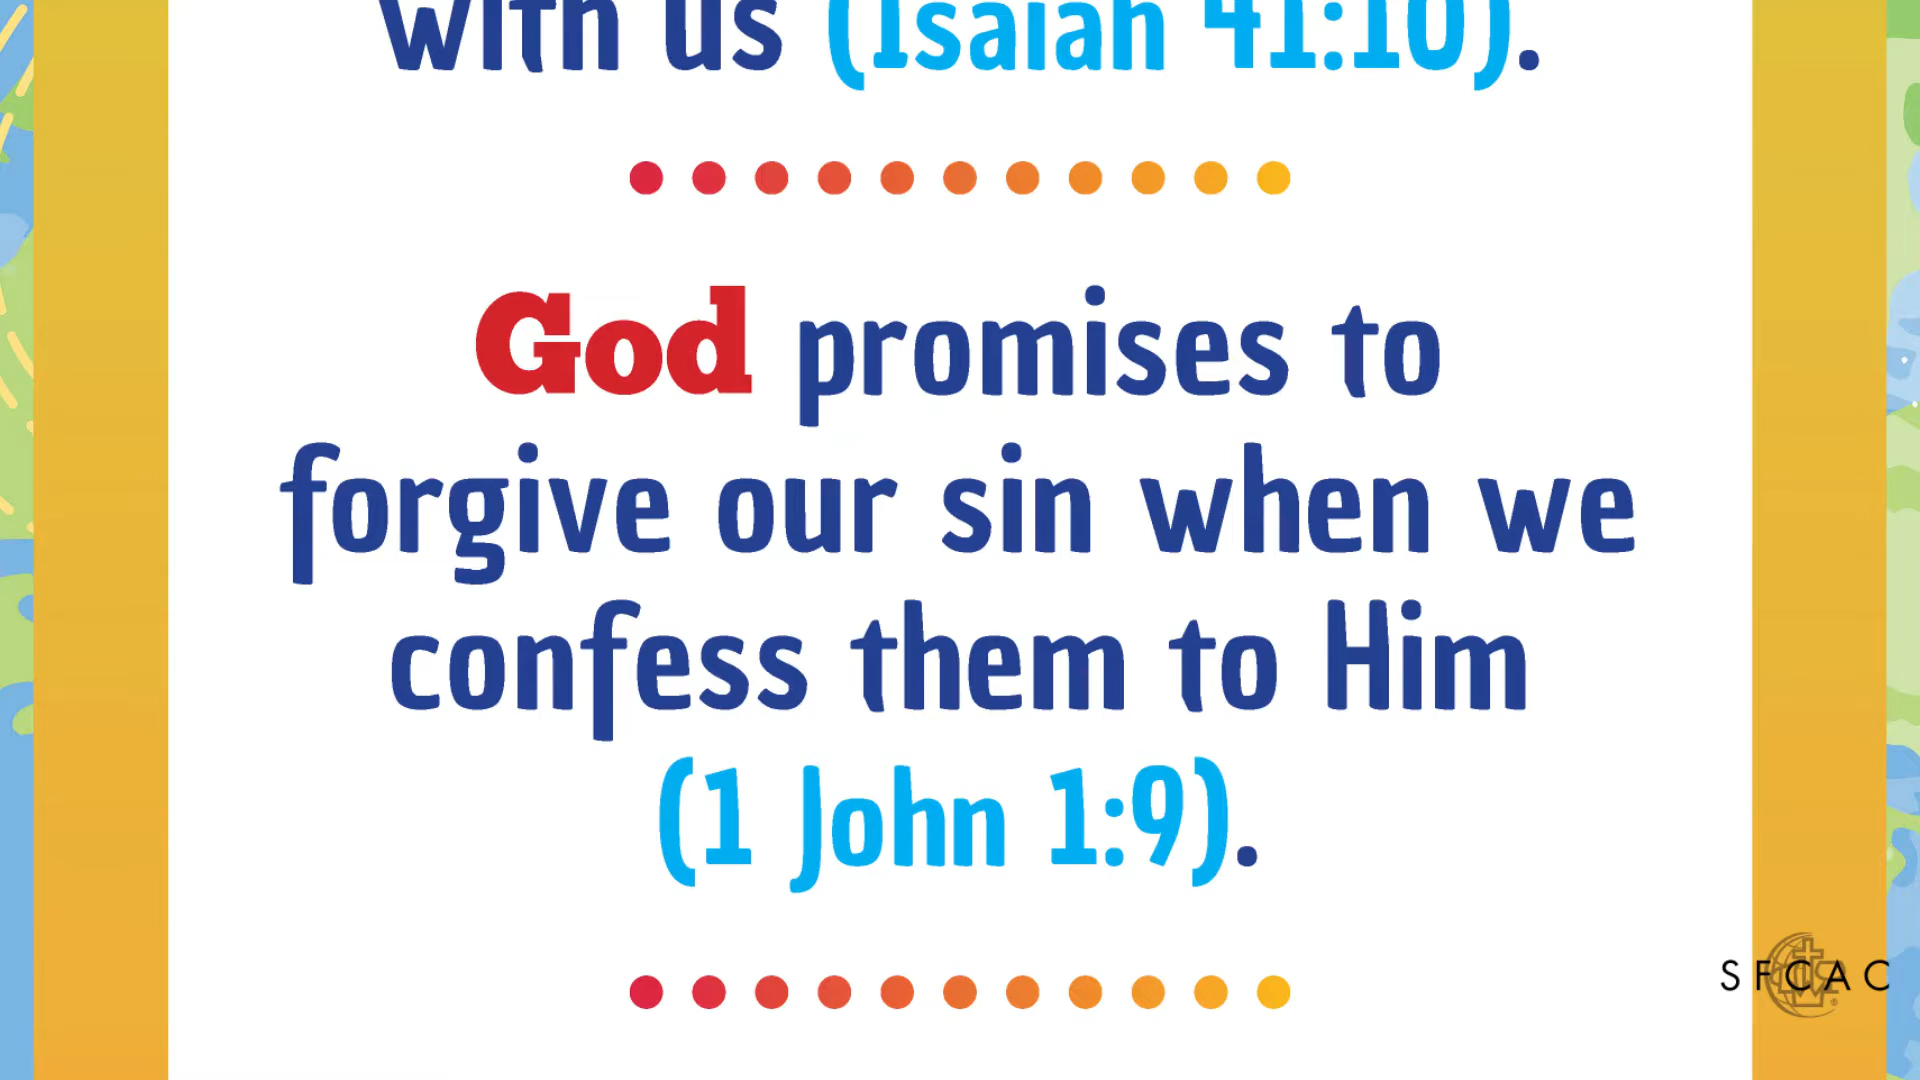 with us (Isaiah 41:10).
God promises to
forgive our sin when we
confess them to Him
(1 John 1:9).
SFCAC